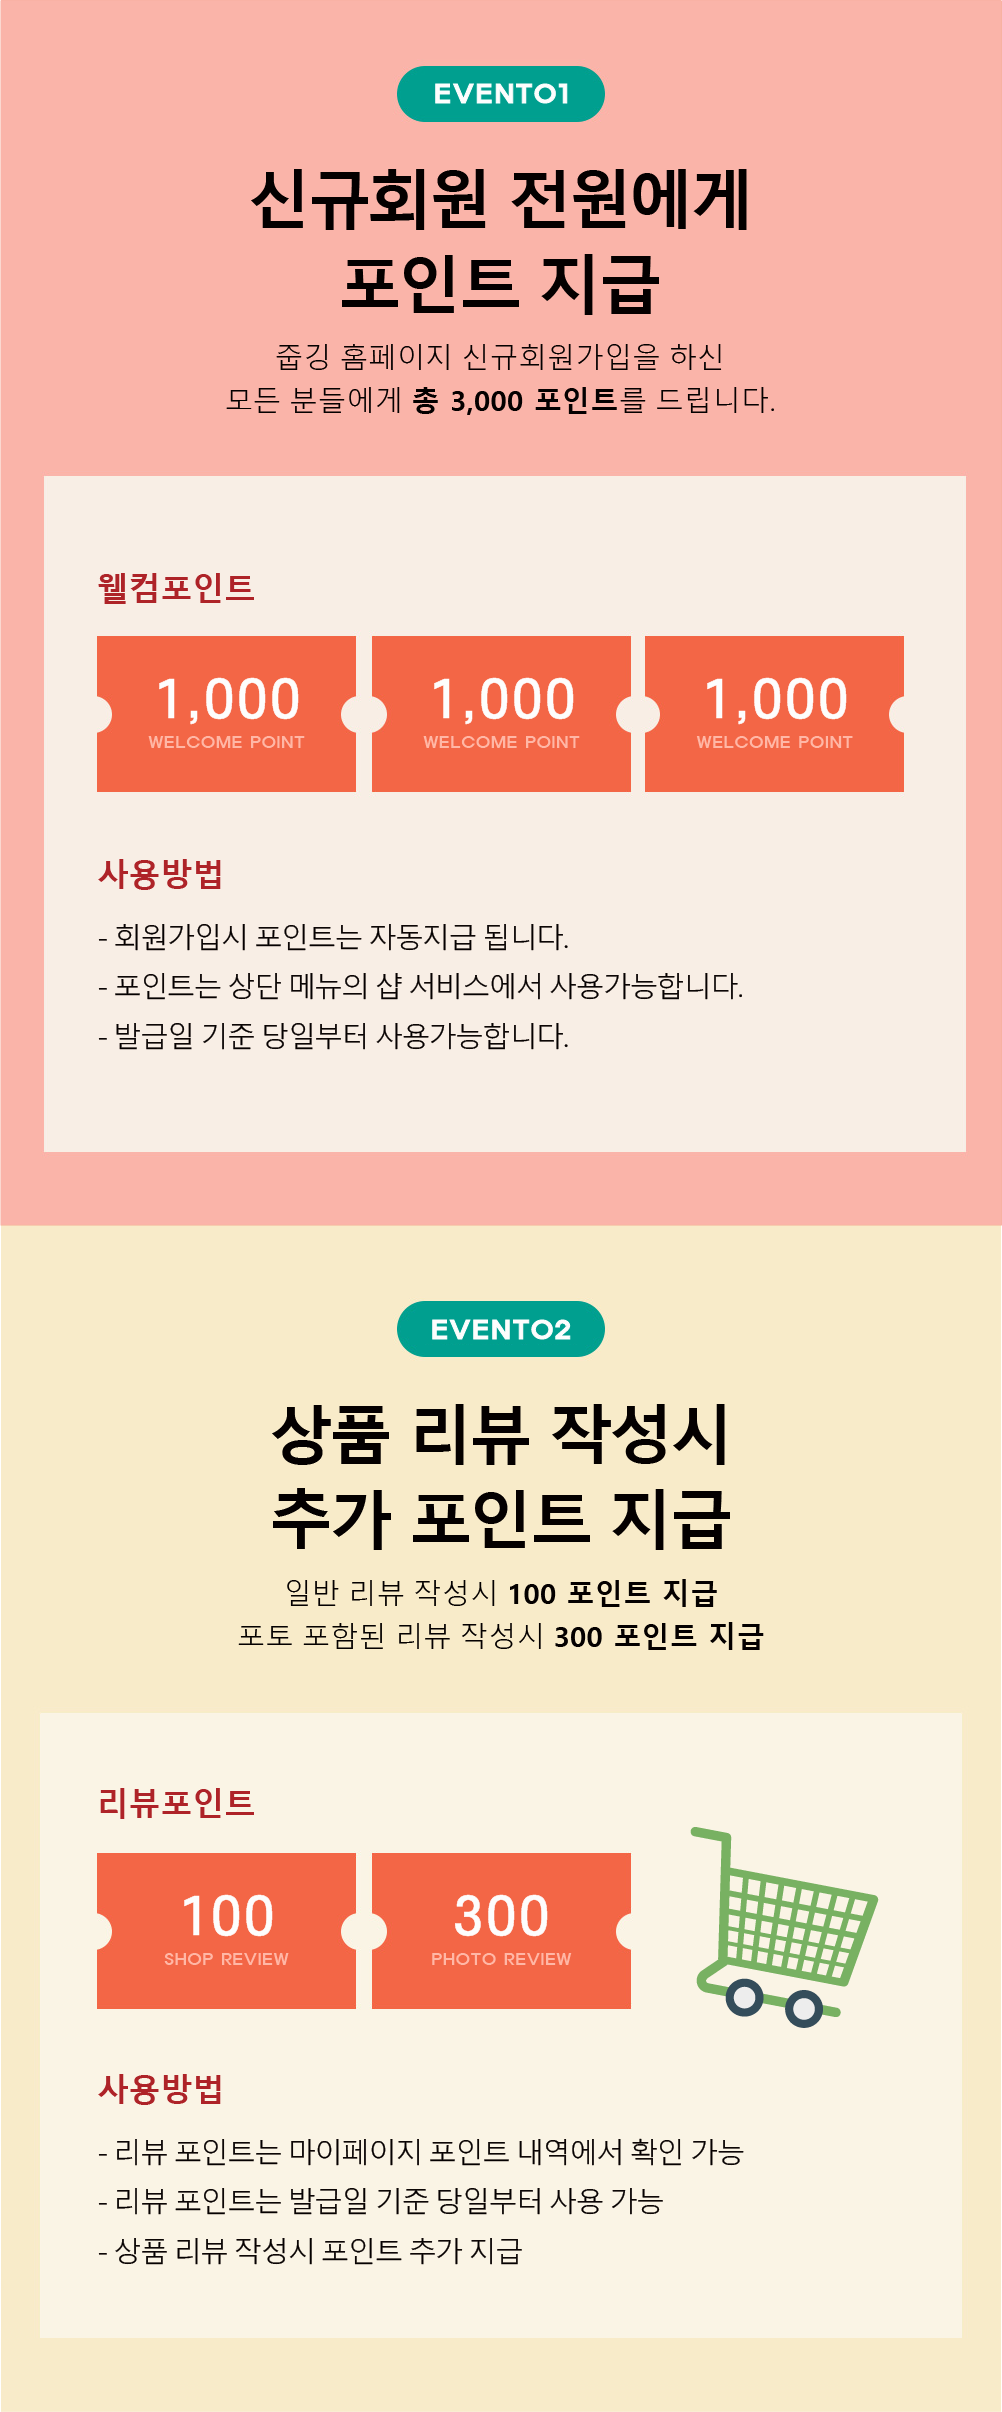 EVENT01
신규회원 전원에게
포인트 지급
줍깅 홈페이지 신규회원가입을 하신
모든 분들에게 총 3,000 포인트를 드립니다.
웰컴포인트
1,000 1,000 1,000
WELCOME POINT WELCOME POINT WELCOME POINT
사용방법
- 회원가입시 포인트는 자동지급 됩니다.
- 포인트는 상단 메뉴의 샵 서비스에서 사용가능합니다.
- 발급일 기준 당일부터 사용가능합니다.
EVENT02
상품 리뷰 작성시
추가 포인트 지급
일반 리뷰 작성시 100 포인트 지급
포토 포함된 리뷰 작성시 300 포인트 지급
리뷰포인트
100 300
SHOP REVIEW PHOTO REVIEW
사용방법
- 리뷰 포인트는 마이페이지 포인트 내역에서 확인 가능
- 리뷰 포인트는 발급일 기준 당일부터 사용 가능
- 상품 리뷰 작성시 포인트 추가 지급